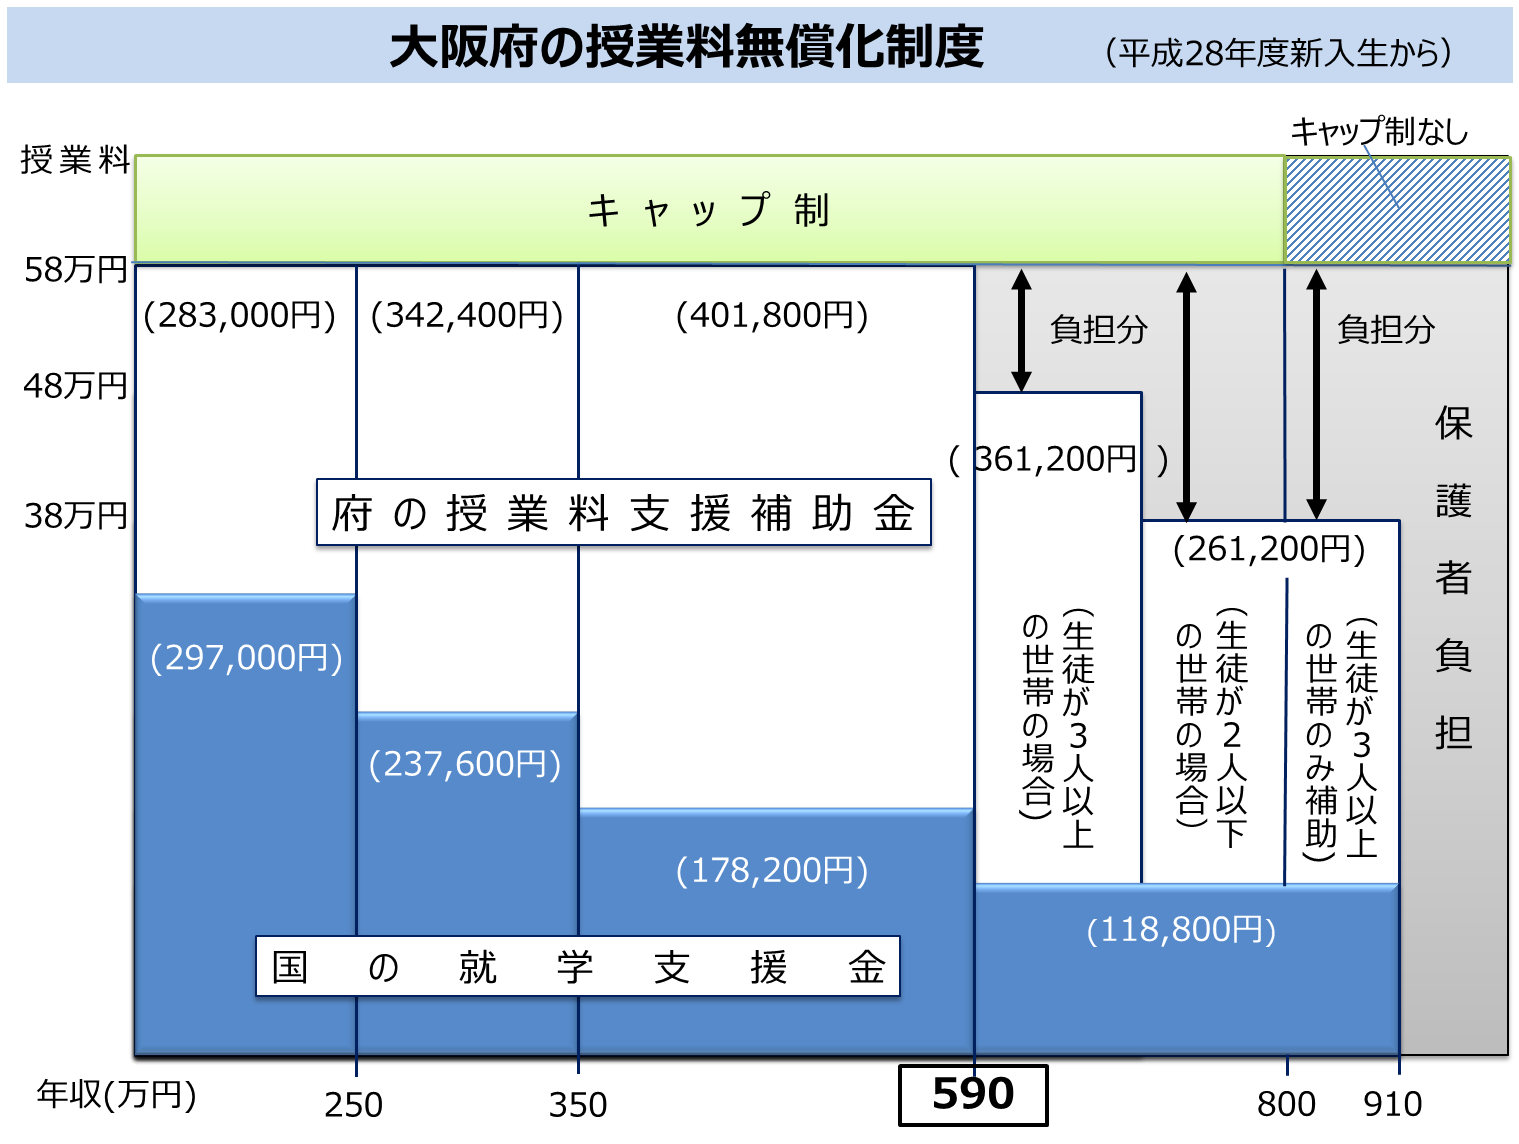 大阪府の授業料無償化制度
（平成28年度新入生から）
キャップ制なし
授業料
キャップ制
58万円
(283,000円)
(342,400円)
(401,800円)
負担分
負担分
48万円
保護者負担
( 361,200円 )
38万円
府の授業料支援補助金
(261,200円)
（生徒が３人以上
の世帯の場合）
（生徒が２人以下
の世帯の場合）
（生徒が３人以上
の世帯のみ補助）
(297,000円)
(237,600円)
(178,200円)
(118,800円)
国の就学支援金
年収(万円)
250
350
590
800
910